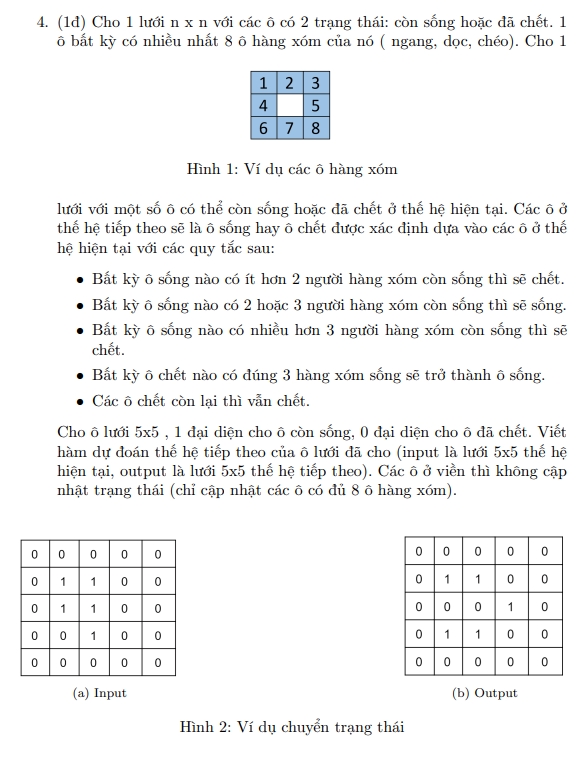 4. (1đ) Cho 1 lưới n x n với các ô có 2 trạng thái: còn sống hoặc đã chết. 1
ô bất kỳ có nhiều nhất 8 ô hàng xóm của nó ( ngang, dọc, chéo). Cho 1
1 2 3
4 5
6 7 8
Hình 1: Ví dụ các ô hàng xóm
lưới với một số ô có thể còn sống hoặc đã chết ở thế hệ hiện tại. Các ô ở
thế hệ tiếp theo sẽ là ô sống hay ô chết được xác định dựa vào các ô ở thế
hệ hiện tại với các quy tắc sau:
• Bất kỳ ô sống nào có ít hơn 2 người hàng xóm còn sống thì sẽ chết.
• Bất kỳ ô sống nào có 2 hoặc 3 người hàng xóm còn sống thì sẽ sống.
• Bất kỳ ô sống nào có nhiều hơn 3 người hàng xóm còn sống thì sẽ
chết.
• Bất kỳ ô chết nào có đúng 3 hàng xóm sống sẽ trở thành ô sống.
• Các ô chết còn lại thì vẫn chết.
Cho ô lưới 5x5 , 1 đại diện cho ô còn sống, 0 đại diện cho ô đã chết. Viết
hàm dự đoán thế hệ tiếp theo của ô lưới đã cho (input là lưới 5x5 thế hệ
hiện tại, output là lưới 5x5 thế hệ tiếp theo). Các ô ở viền thì không cập
nhật trạng thái (chỉ cập nhật các ô có đủ 8 ô hàng xóm).
0 0 0 0 0
0 1 1 0 0
0 1 1 0 0
0 0 1 0 0
0 0 0 0 0
(a) Input
0 0 0 0 0
0 1 1 0 0
0 0 0 1 0
0 1 1 0 0
0 0 0 0 0
(b) Output
Hình 2: Ví dụ chuyển trạng thái